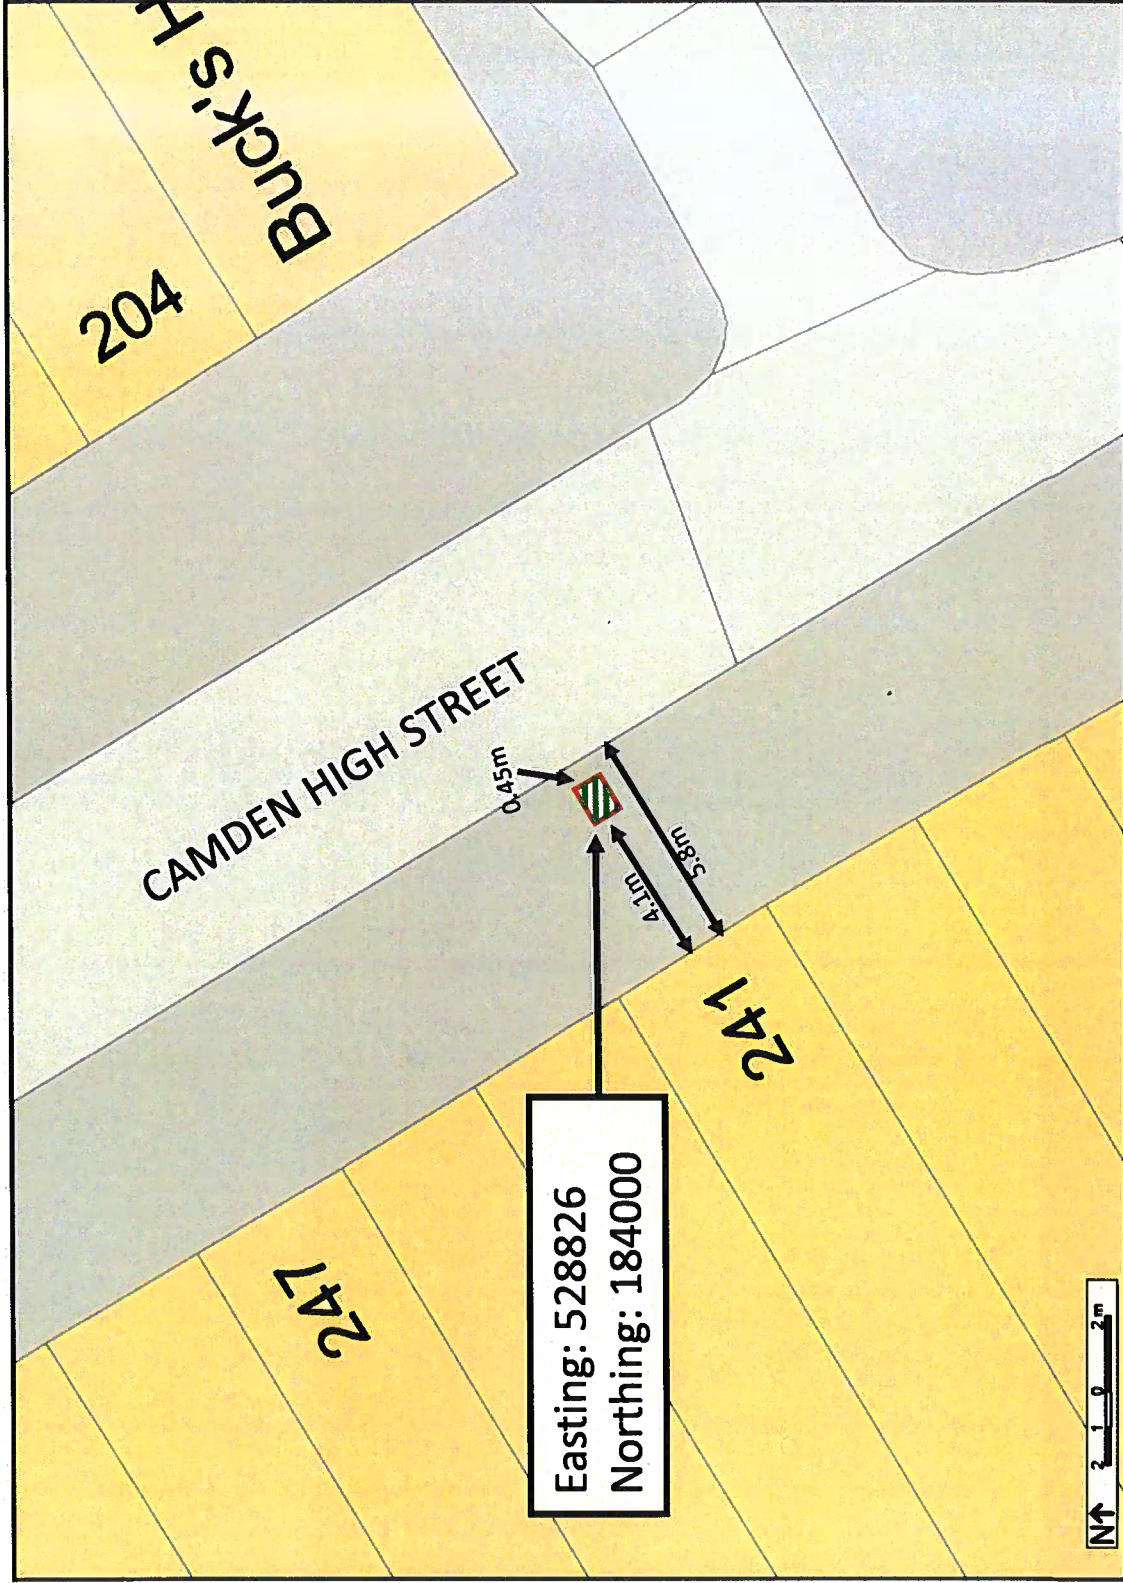 204
Buck's H
CAMDEN HIGH STREET
0.45m
4.1m
5.8m
241
247
Easting: 528826
Northing: 184000
N 2 1 0 2m